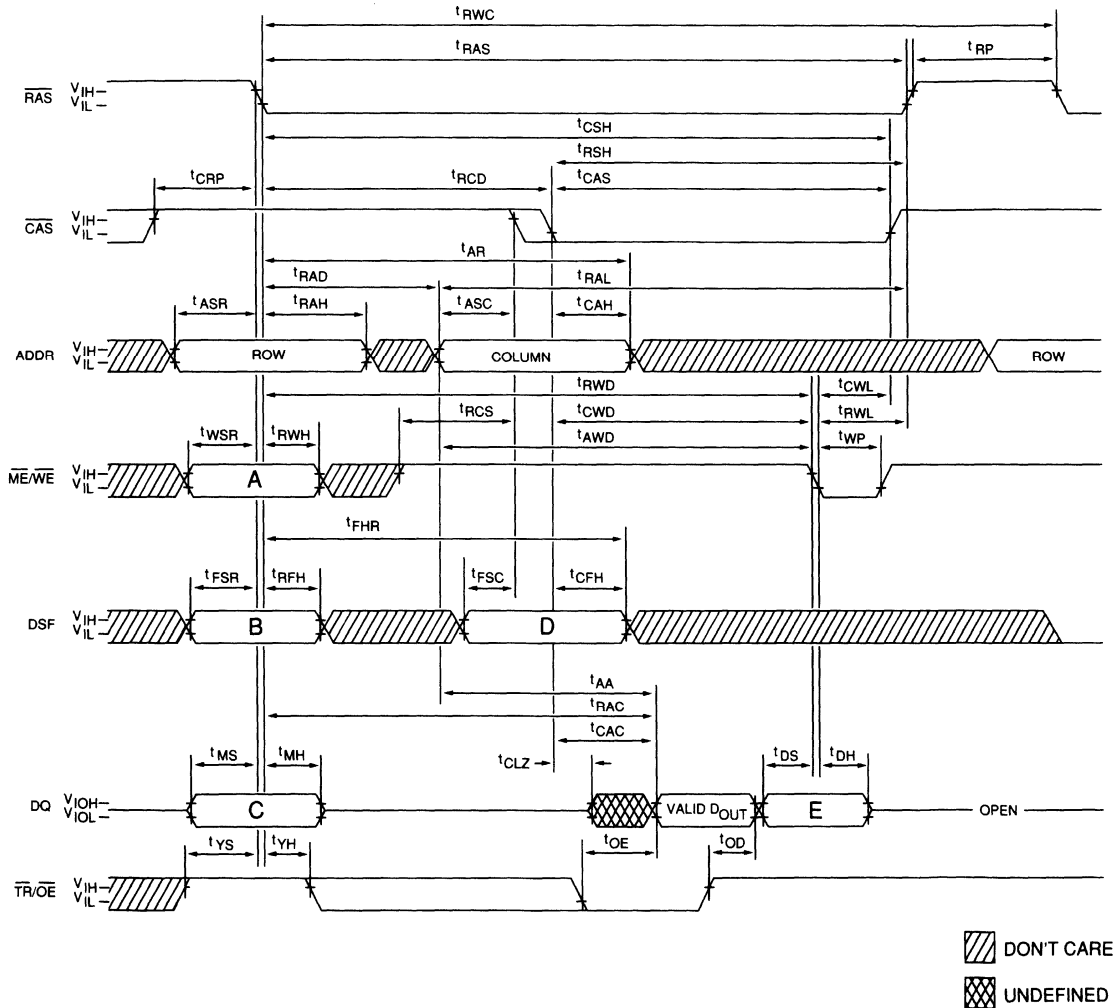 tRWC
tRAS
tRP
RAS
VIH
VIL
tCSH
tRSH
tCRP
tRCD
tCAS
CAS
VIH
VIL
tAR
tRAD
tRAL
tASR
tRAH
tASC
tCAH
ADDR
VIH
VIL
ROW
COLUMN
ROW
tRWD
tCWL
tRCS
tCWD
tRWL
tWSR
tRWH
tAWD
tWP
ME/WE
VIH
VIL
A
tFHR
tFSR
tRFH
tFSC
tCFH
DSF
VIH
VIL
B
D
tAA
tRAC
tCAC
tMS
tMH
tCLZ
tDS
tDH
DQ
VIOH
VIOL
C
VALID DOUT
E
OPEN
tYS
tYH
tOE
tOD
TR/OE
VIH
VIL
DON'T CARE
UNDEFINED